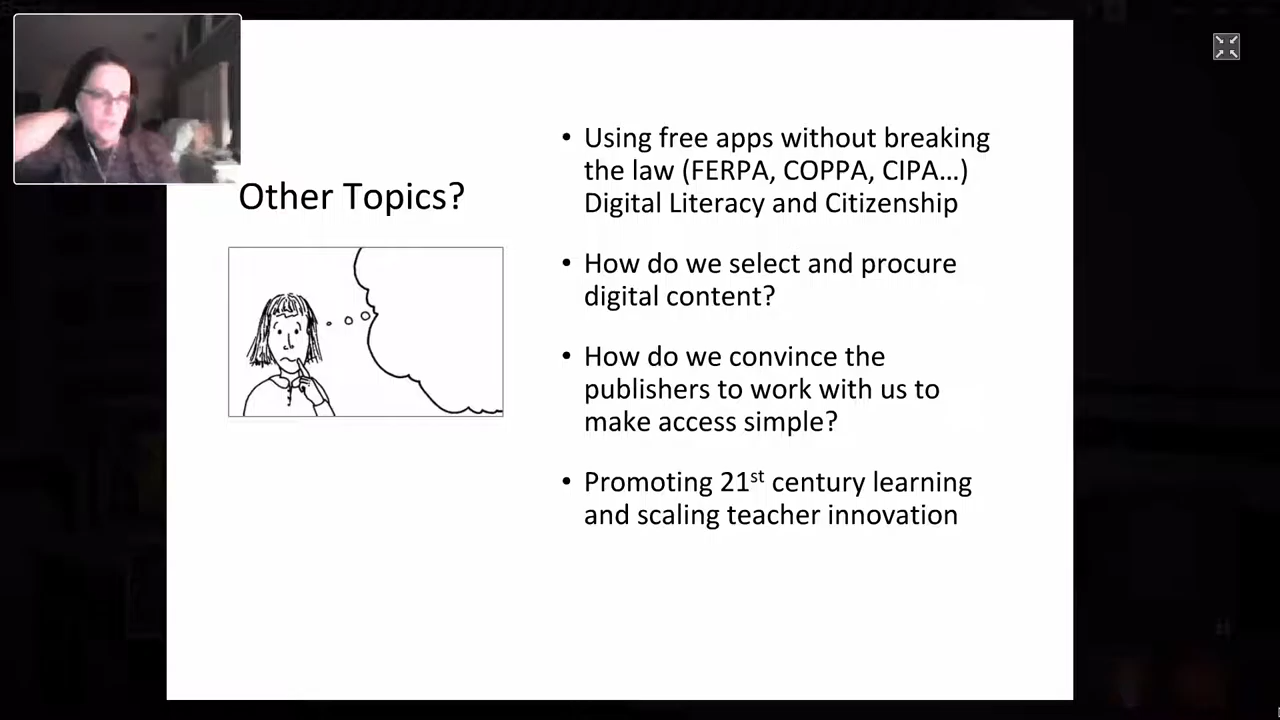 Other Topics?
• Using free apps without breaking
the law (FERPA, COPPA, CIPA...)
Digital Literacy and Citizenship
• How do we select and procure
digital content?
• How do we convince the
publishers to work with us to
make access simple?
• Promoting 21st century learning
and scaling teacher innovation